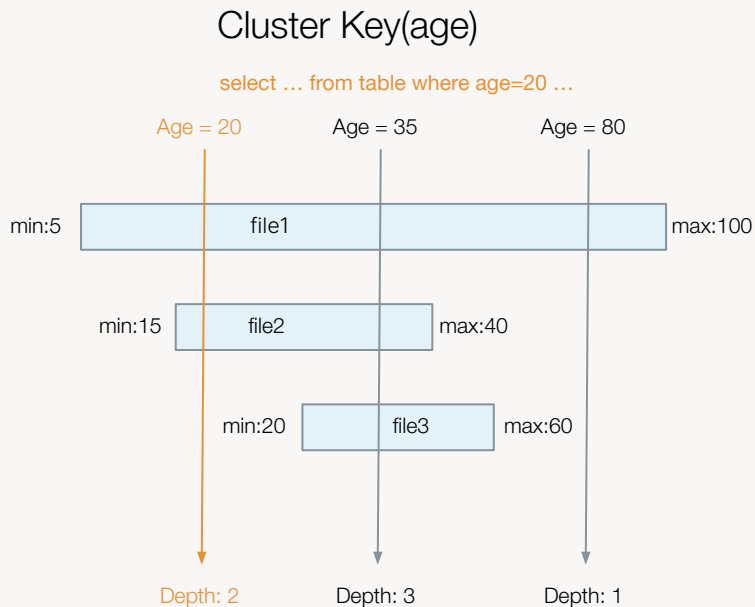 Cluster Key(age)
select … from table where age=20 …
Age = 20
Age = 35
Age = 80
min:5
file1
max:100
min:15
file2
max:40
min:20
file3
max:60
Depth: 2
Depth: 3
Depth: 1